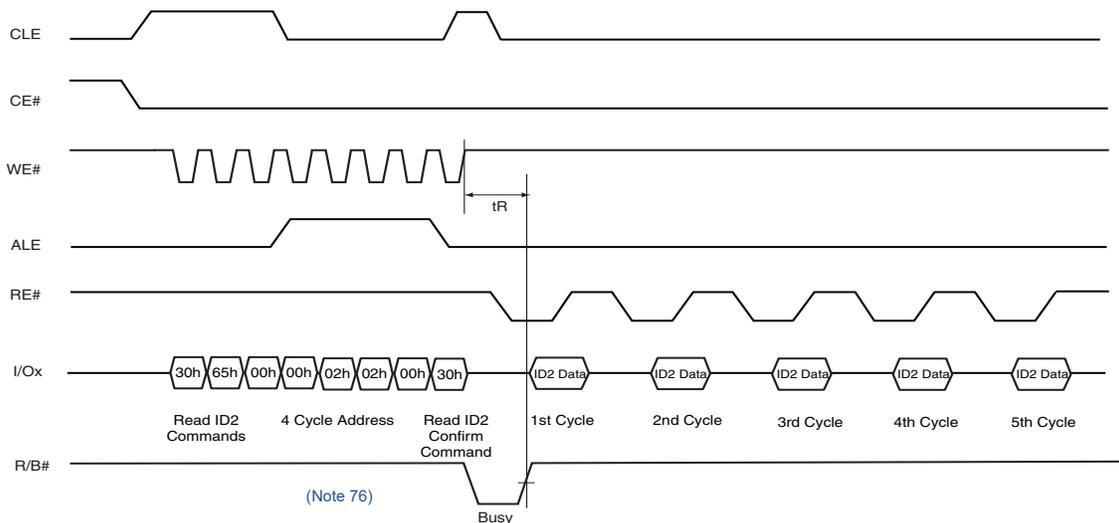 CLE
CE#
WE#
tR
ALE
RE#
I/Ox
30h 65h 00h 00h 02h 02h 00h 30h ID2 Data ID2 Data ID2 Data ID2 Data ID2 Data
Read ID2
Commands
4 Cycle Address
Read ID2
Confirm
Command
1st Cycle
2nd Cycle
3rd Cycle
4th Cycle
5th Cycle
R/B#
(Note 76)
Busy